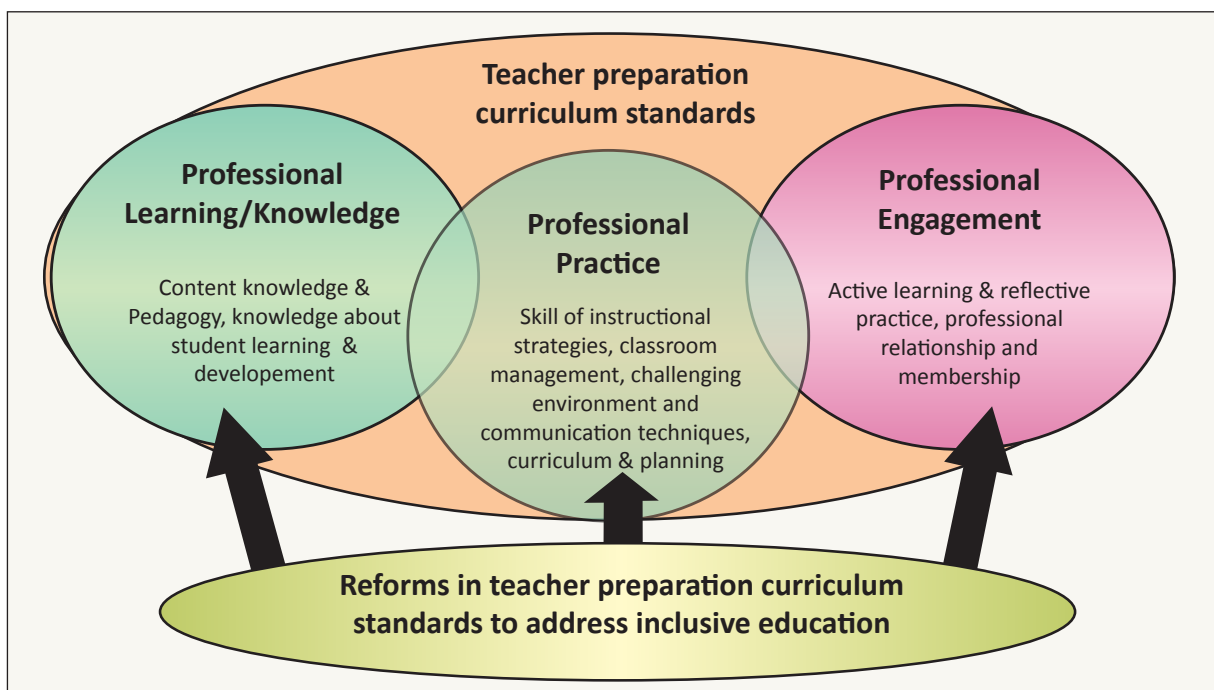 Teacher preparation
curriculum standards
Professional
Learning/Knowledge
Content knowledge &
Pedagogy, knowledge about
student learning &
developement
Professional
Practice
Skill of instructional
strategies, classroom
management, challenging
environment and
communication techniques,
curriculum & planning
Professional
Engagement
Active learning & reflective
practice, professional
relationship and
membership
Reforms in teacher preparation curriculum
standards to address inclusive education